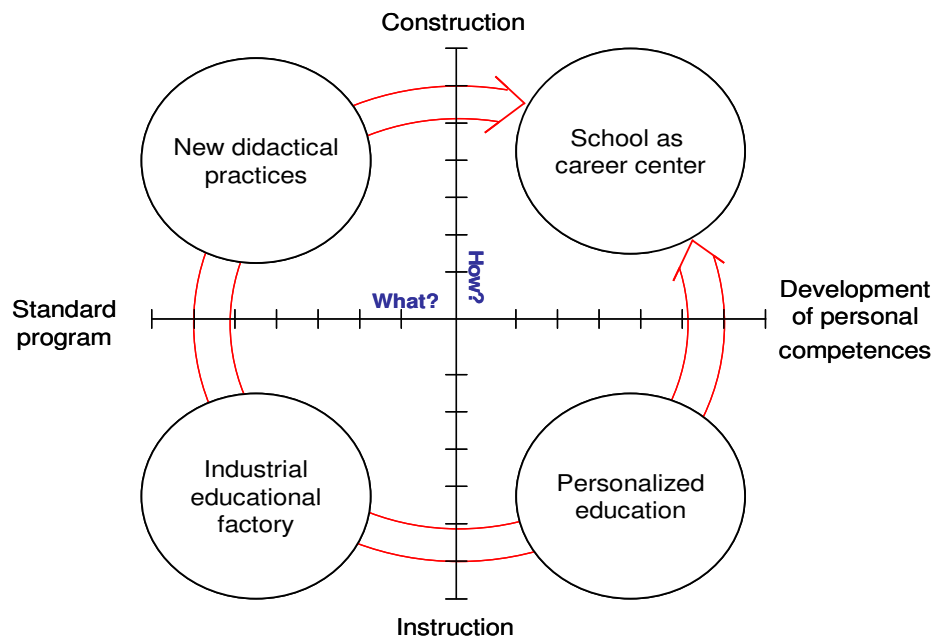 Construction
New didactical
practices
School as
career center
How?
What?
Standard
program
Development
of personal
competences
Industrial
educational
factory
Personalized
education
Instruction